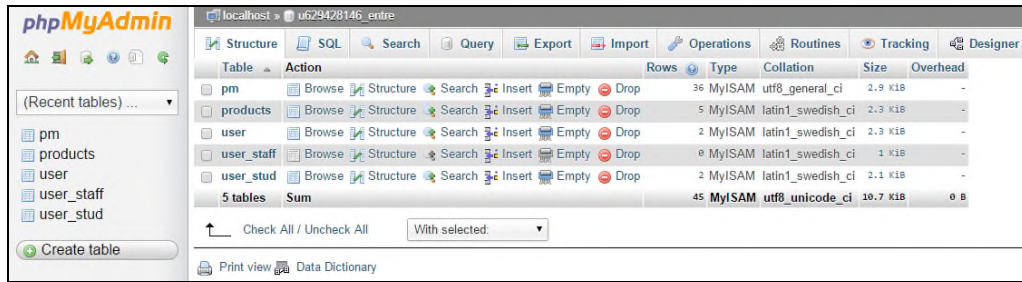 phpMyAdmin
(Recent tables) ...
pm
products
user
user_staff
user_stud
Create table
localhost » u629428146_entre
Structure SQL Search Query Export Import Operations Routines Tracking Designer
Table Action Rows Type Collation Size Overhead
pm Browse Structure Search Insert Empty Drop 36 MyISAM utf8_general_ci 2.9 KiB -
products Browse Structure Search Insert Empty Drop 5 MyISAM latin1_swedish_ci 2.3 KiB -
user Browse Structure Search Insert Empty Drop 2 MyISAM latin1_swedish_ci 2.3 KiB -
user_staff Browse Structure Search Insert Empty Drop 0 MyISAM latin1_swedish_ci 1 KiB -
user_stud Browse Structure Search Insert Empty Drop 2 MyISAM latin1_swedish_ci 2.1 KiB -
5 tables Sum 45 MyISAM utf8_unicode_ci 10.7 KiB 0 B
Check All / Uncheck All With selected:
Print view Data Dictionary